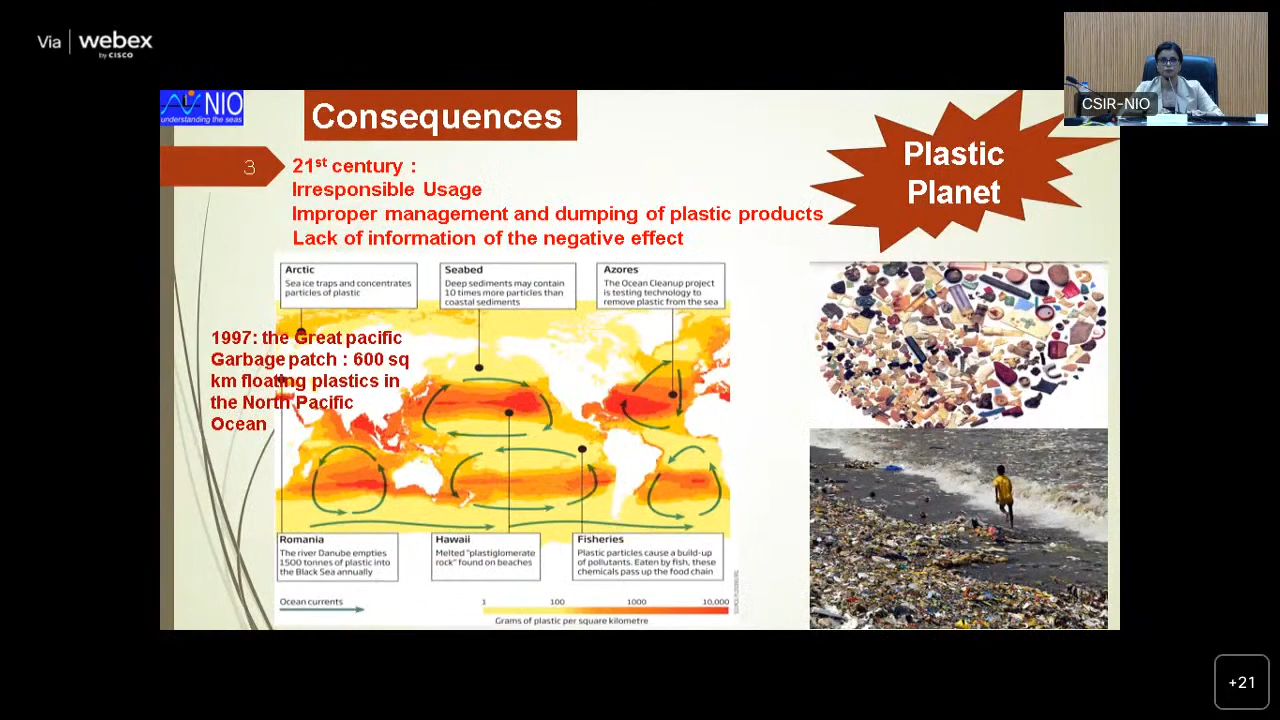 Via webex
by CISCO
CSIR-NIO
NIO
understanding the seas
Consequences
Plastic
Planet
3
21st century :
Irresponsible Usage
Improper management and dumping of plastic products
Lack of information of the negative effect
Arctic
Sea ice traps and concentrates
particles of plastic
Seabed
Deep sediments may contain
10 times more particles than
coastal sediments
Azores
The Ocean Cleanup project
is testing technology to
remove plastic from the sea
1997: the Great pacific
Garbage patch : 600 sq
km floating plastics in
the North Pacific
Ocean
Romania
The river Danube empties
1500 tonnes of plastic into
the Black Sea annually
Hawaii
Melted "plastiglomerate
rock" found on beaches
Fisheries
Plastic particles cause a build-up
of pollutants. Eaten by fish, these
chemicals pass up the food chain
Ocean currents
1 100 1000 10,000
Grams of plastic per square kilometre
+21